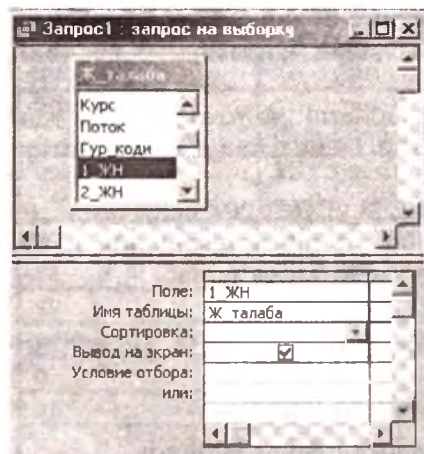 Запрос1 : запрос на выборку
Ж_талаба
Курс
Поток
Гур_коди
1_ЖН
2_ЖН
Поле: 1_ЖН
Имя таблицы: Ж_талаба
Сортировка:
Вывод на экран:
Условие отбора:
или: